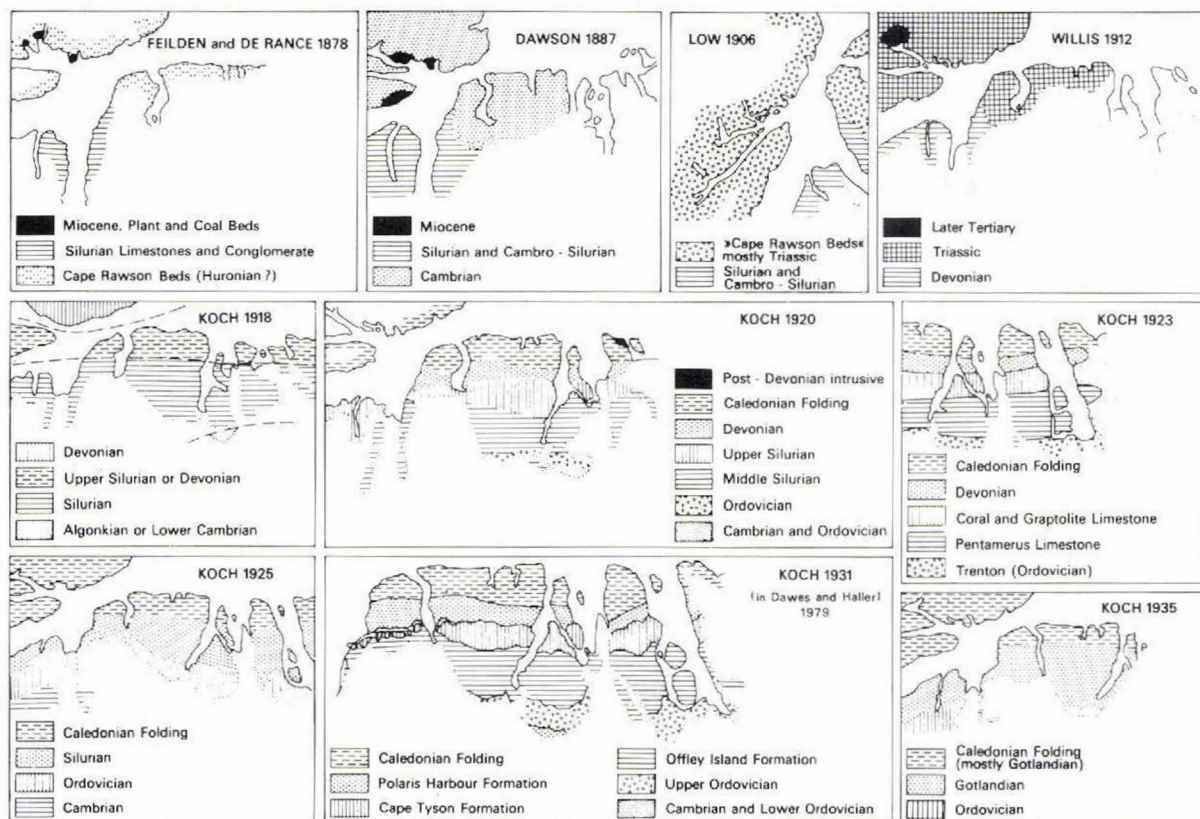 FEILDEN and DE RANCE 1878
Miocene, Plant and Coal Beds
Silurian Limestones and Conglomerate
Cape Rawson Beds (Huronian?)
DAWSON 1887
Miocene
Silurian and Cambro - Silurian
Cambrian
LOW 1906
»Cape Rawson Beds«
mostly Triassic
Silurian and
Cambro - Silurian
WILLIS 1912
Later Tertiary
Triassic
Devonian
KOCH 1918
Devonian
Upper Silurian or Devonian
Silurian
Algonkian or Lower Cambrian
KOCH 1920
Post - Devonian intrusive
Caledonian Folding
Devonian
Upper Silurian
Middle Silurian
Ordovician
Cambrian and Ordovician
KOCH 1923
Caledonian Folding
Devonian
Coral and Graptolite Limestone
Pentamerus Limestone
Trenton (Ordovician)
KOCH 1925
Caledonian Folding
Silurian
Ordovician
Cambrian
KOCH 1931
(in Dawes and Haller)
1979
Caledonian Folding
Polaris Harbour Formation
Cape Tyson Formation
Offley Island Formation
Upper Ordovician
Cambrian and Lower Ordovician
KOCH 1935
Caledonian Folding
(mostly Gotlandian)
Gotlandian
Ordovician